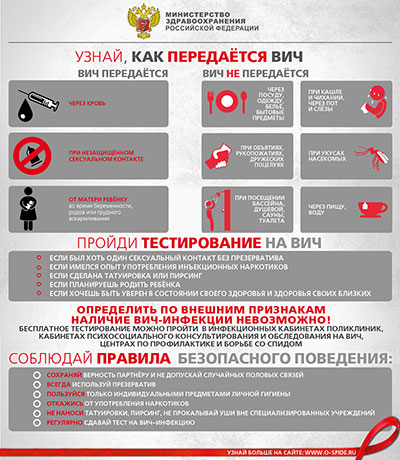 МИНИСТЕРСТВО
ЗДРАВООХРАНЕНИЯ
РОССИЙСКОЙ ФЕДЕРАЦИИ
УЗНАЙ, КАК ПЕРЕДАЁТСЯ ВИЧ
ВИЧ ПЕРЕДАЁТСЯ
ЧЕРЕЗ КРОВЬ
ПРИ НЕЗАЩИЩЁННОМ
СЕКСУАЛЬНОМ КОНТАКТЕ
ОТ МАТЕРИ РЕБЁНКУ
во время беременности,
родов или грудного
вскармливания
ВИЧ НЕ ПЕРЕДАЁТСЯ
ЧЕРЕЗ
ПОСУДУ,
ОДЕЖДУ,
БЕЛЬЕ,
БЫТОВЫЕ
ПРЕДМЕТЫ
ПРИ КАШЛЕ
И ЧИХАНИИ,
ЧЕРЕЗ ПОТ
И СЛЁЗЫ
ПРИ ОБЪЯТИЯХ,
РУКОПОЖАТИЯХ,
ДРУЖЕСКИХ
ПОЦЕЛУЯХ
ПРИ УКУСАХ
НАСЕКОМЫХ
ПРИ ПОСЕЩЕНИИ
БАССЕЙНА,
ДУШЕВОЙ,
САУНЫ,
ТУАЛЕТА
ЧЕРЕЗ ПИЩУ,
ВОДУ
ПРОЙДИ ТЕСТИРОВАНИЕ НА ВИЧ
ЕСЛИ БЫЛ ХОТЬ ОДИН СЕКСУАЛЬНЫЙ КОНТАКТ БЕЗ ПРЕЗЕРВАТИВА
ЕСЛИ ИМЕЛСЯ ОПЫТ УПОТРЕБЛЕНИЯ ИНЪЕКЦИОННЫХ НАРКОТИКОВ
ЕСЛИ СДЕЛАНА ТАТУИРОВКА ИЛИ ПИРСИНГ
ЕСЛИ ПЛАНИРУЕШЬ РОДИТЬ РЕБЁНКА
ЕСЛИ ХОЧЕШЬ БЫТЬ УВЕРЕН В СОСТОЯНИИ СВОЕГО ЗДОРОВЬЯ И ЗДОРОВЬЯ СВОИХ БЛИЗКИХ
ОПРЕДЕЛИТЬ ПО ВНЕШНИМ ПРИЗНАКАМ
НАЛИЧИЕ ВИЧ-ИНФЕКЦИИ НЕВОЗМОЖНО!
БЕСПЛАТНОЕ ТЕСТИРОВАНИЕ МОЖНО ПРОЙТИ В ИНФЕКЦИОННЫХ КАБИНЕТАХ ПОЛИКЛИНИК,
КАБИНЕТАХ ПСИХОСОЦИАЛЬНОГО КОНСУЛЬТИРОВАНИЯ И ОБСЛЕДОВАНИЯ НА ВИЧ,
ЦЕНТРАХ ПО ПРОФИЛАКТИКЕ И БОРЬБЕ СО СПИДОМ
СОБЛЮДАЙ ПРАВИЛА БЕЗОПАСНОГО ПОВЕДЕНИЯ:
СОХРАНЯЙ ВЕРНОСТЬ ПАРТНЁРУ И НЕ ДОПУСКАЙ СЛУЧАЙНЫХ ПОЛОВЫХ СВЯЗЕЙ
ВСЕГДА ИСПОЛЬЗУЙ ПРЕЗЕРВАТИВ
ПОЛЬЗУЙСЯ ТОЛЬКО ИНДИВИДУАЛЬНЫМИ ПРЕДМЕТАМИ ЛИЧНОЙ ГИГИЕНЫ
ОТКАЖИСЬ ОТ УПОТРЕБЛЕНИЯ НАРКОТИКОВ
НЕ НАНОСИ ТАТУИРОВКИ, ПИРСИНГ, НЕ ПРОКАЛЫВАЙ УШИ ВНЕ СПЕЦИАЛИЗИРОВАННЫХ УЧРЕЖДЕНИЙ
РЕГУЛЯРНО СДАВАЙ ТЕСТ НА ВИЧ-ИНФЕКЦИЮ
УЗНАЙ БОЛЬШЕ НА САЙТЕ: WWW.O-SPIDE.RU